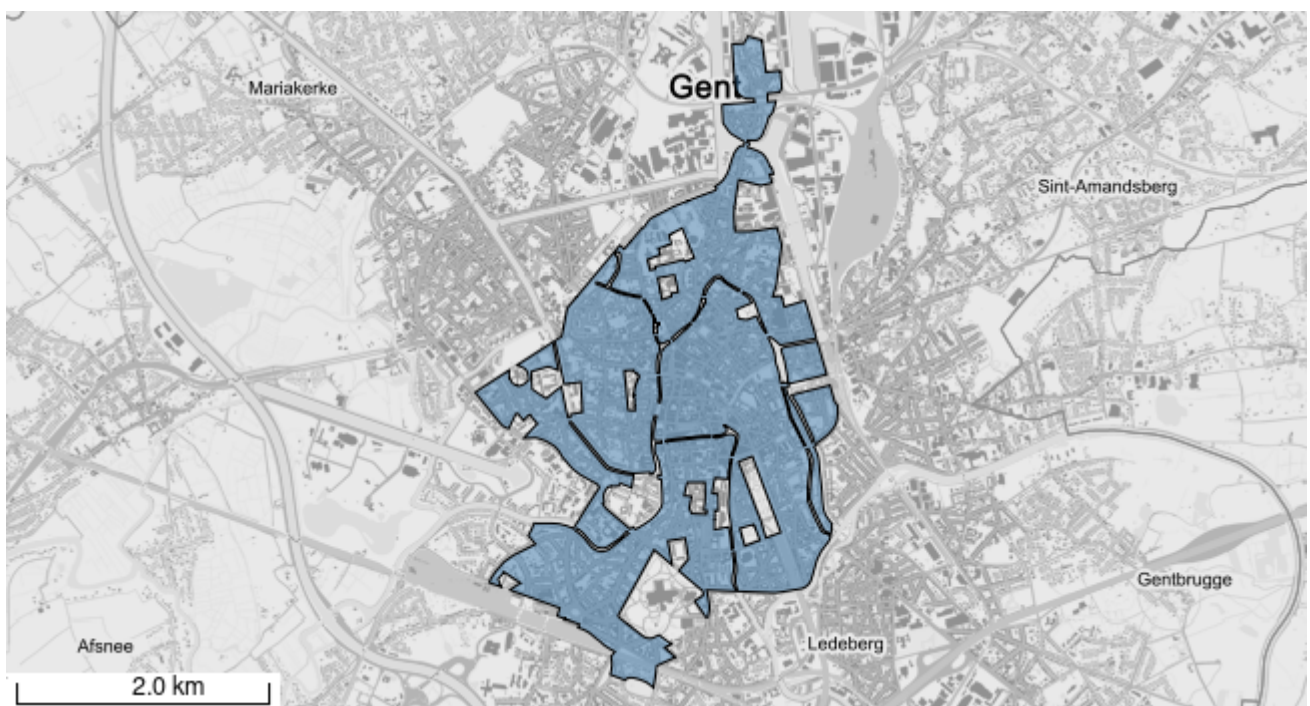 Gent
Mariakerke
Sint-Amandsberg
Gentbrugge
Afsnee
Ledeberg
2.0 km